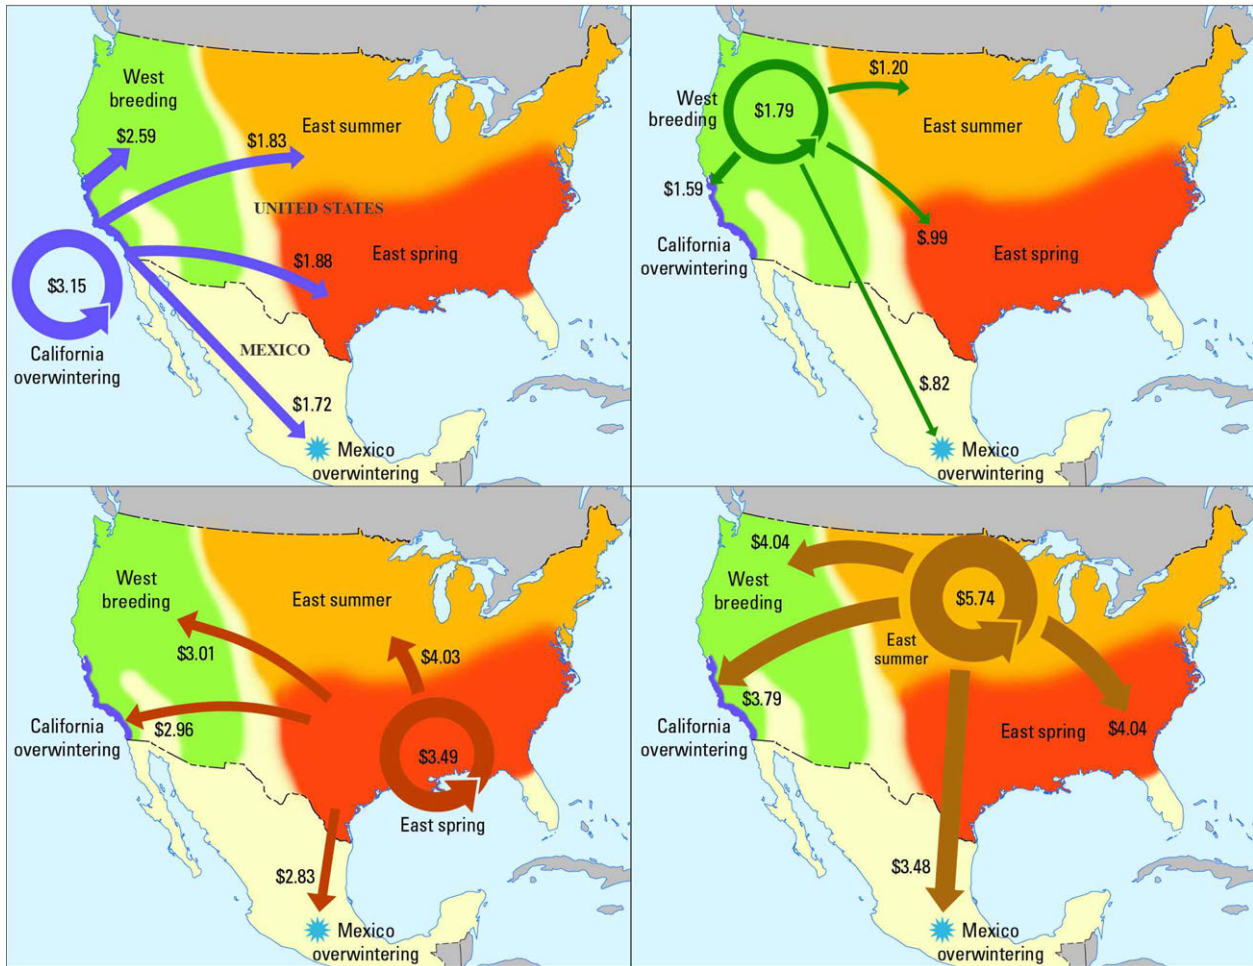 West
breeding
$2.59
$1.83
East summer
UNITED STATES
East spring
$1.88
$3.15
California
overwintering
MEXICO
$1.72
Mexico
overwintering
$1.20
West
breeding
$1.79
East summer
$1.59
$.99
California
overwintering
East spring
$.82
Mexico
overwintering
West
breeding
East summer
$3.01
$4.03
California
overwintering
$2.96
$3.49
East spring
$2.83
Mexico
overwintering
$4.04
West
breeding
$5.74
East
summer
$3.79
California
overwintering
East spring
$4.04
$3.48
Mexico
overwintering